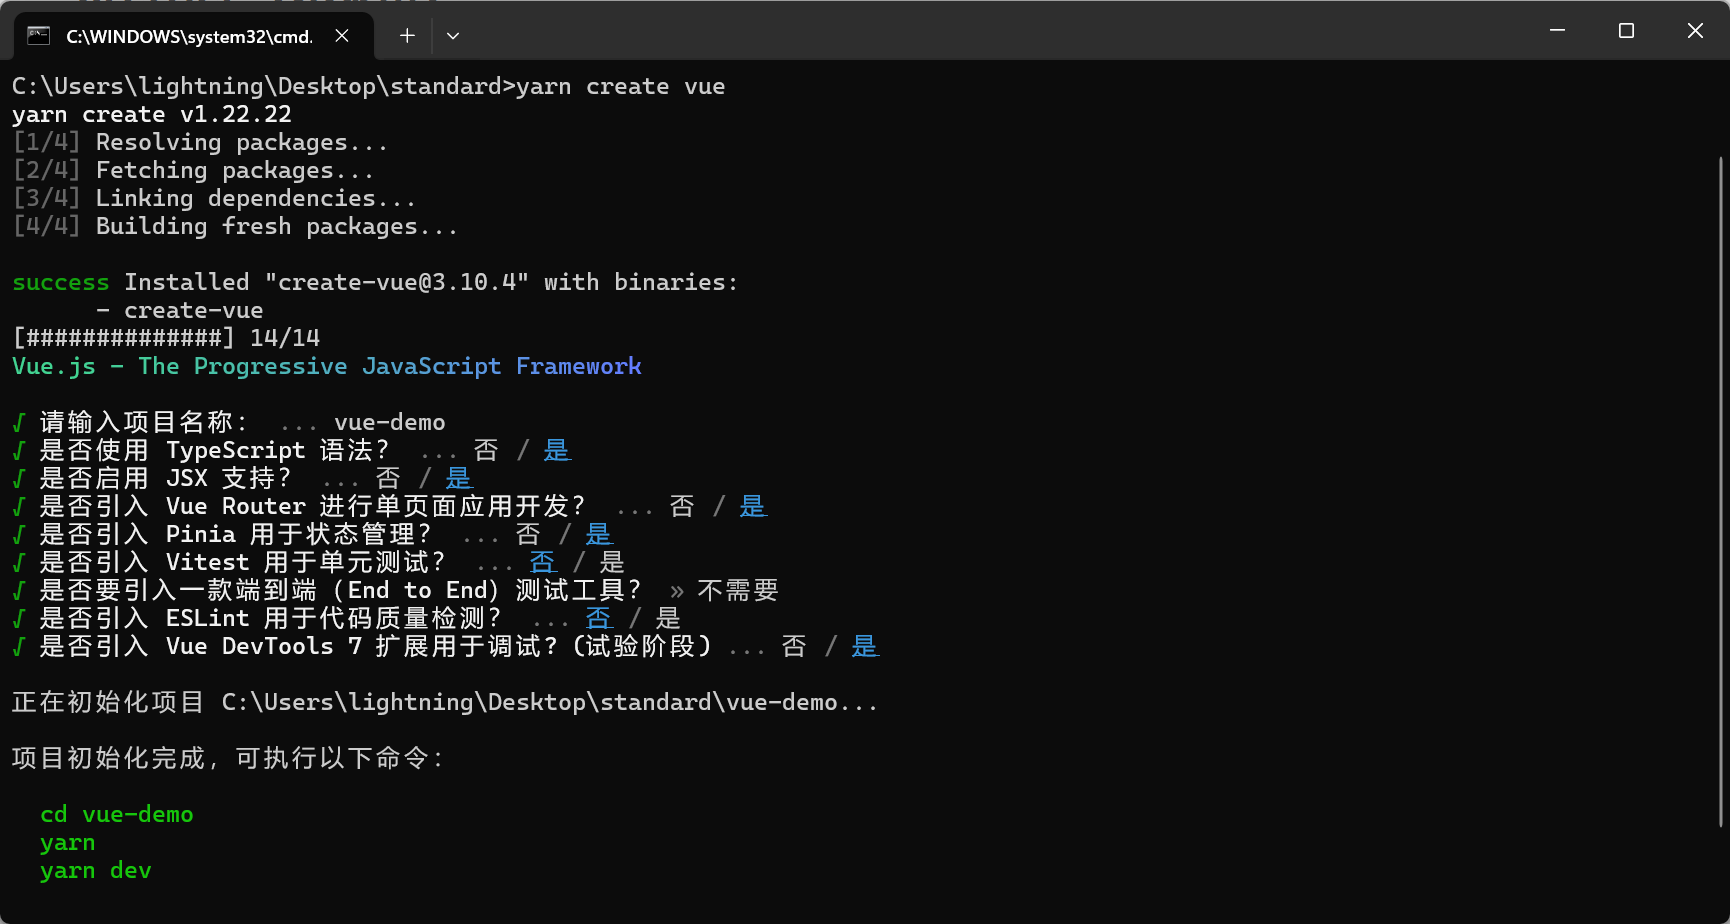 C:\WINDOWS\system32\cmd.
C:\Users\lightning\Desktop\standard>yarn create vue
yarn create v1.22.22
[1/4] Resolving packages...
[2/4] Fetching packages...
[3/4] Linking dependencies...
[4/4] Building fresh packages...
success Installed "create-vue@3.10.4" with binaries:
- create-vue
[##############] 14/14
Vue.js - The Progressive JavaScript Framework
√ 请输入项目名称： ... vue-demo
√ 是否使用 TypeScript 语法？ ... 否 / 是
√ 是否启用 JSX 支持？ ... 否 / 是
√ 是否引入 Vue Router 进行单页面应用开发？ ... 否 / 是
√ 是否引入 Pinia 用于状态管理？ ... 否 / 是
√ 是否引入 Vitest 用于单元测试？ ... 否 / 是
√ 是否要引入一款端到端（End to End）测试工具？ » 不需要
√ 是否引入 ESLint 用于代码质量检测？ ... 否 / 是
√ 是否引入 Vue DevTools 7 扩展用于调试? (试验阶段) ... 否 / 是
正在初始化项目 C:\Users\lightning\Desktop\standard\vue-demo...
项目初始化完成，可执行以下命令：
cd vue-demo
yarn
yarn dev